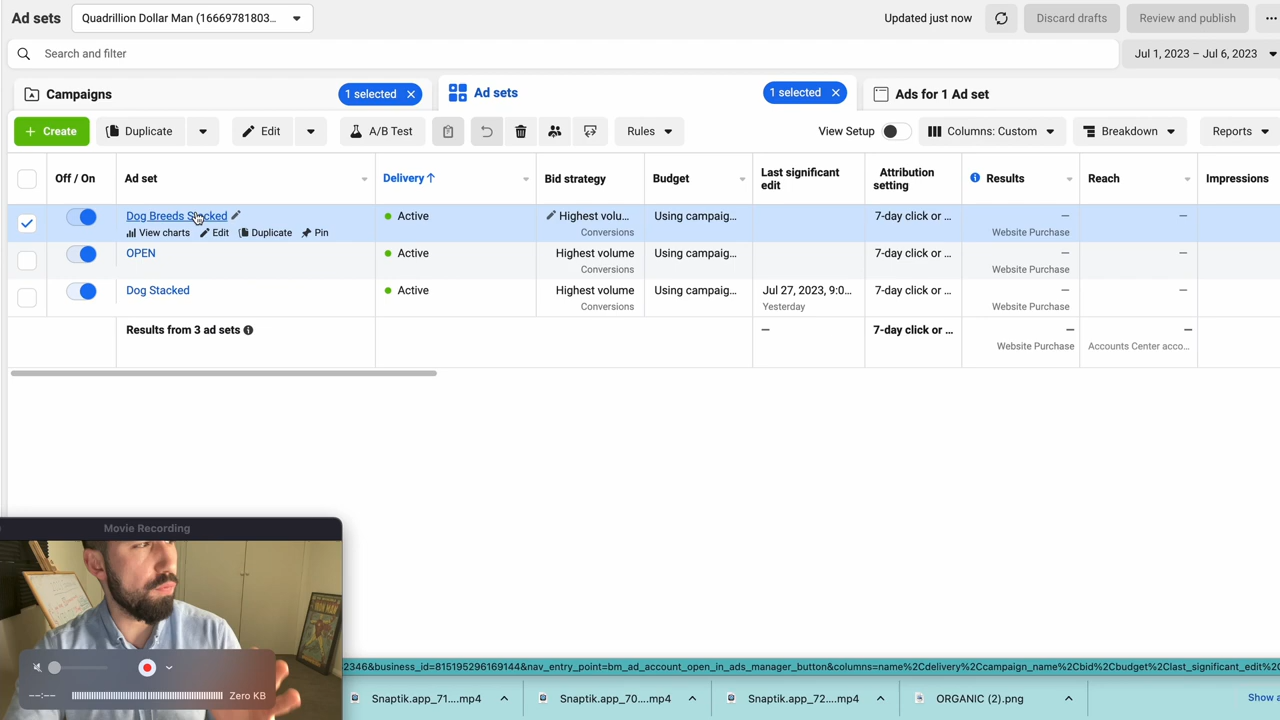 Ad sets
Quadrillion Dollar Man (16669781803...
Updated just now
Discard drafts
Review and publish
Search and filter
Jul 1, 2023 – Jul 6, 2023
Campaigns
1 selected
Ad sets
1 selected
Ads for 1 Ad set
+ Create
Duplicate
Edit
A/B Test
Rules
View Setup
Columns: Custom
Breakdown
Reports
Off / On
Ad set
Delivery ↑
Bid strategy
Budget
Last significant
edit
Attribution
setting
Results
Reach
Impressions
Dog Breeds Stacked
Active
Highest volu...
Using campaig...
7-day click or ...
—
—
View charts
Edit
Duplicate
Pin
Conversions
Website Purchase
OPEN
Active
Highest volume
Using campaig...
7-day click or ...
—
—
Conversions
Website Purchase
Dog Stacked
Active
Highest volume
Using campaig...
Jul 27, 2023, 9:0...
7-day click or ...
—
—
Conversions
Yesterday
Website Purchase
Results from 3 ad sets
—
7-day click or ...
—
—
Website Purchase
Accounts Center acco...
Movie Recording
IRON MAN
--:--
Zero KB
2346&business_id=815195296169144&nav_entry_point=bm_ad_account_open_in_ads_manager_button&columns=name%2Cdelivery%2Ccampaign_name%2Cbid%2Cbudget%2Clast_significant_edit%2C
Snaptik.app_71....mp4
Snaptik.app_70....mp4
Snaptik.app_72....mp4
ORGANIC (2).png
Show